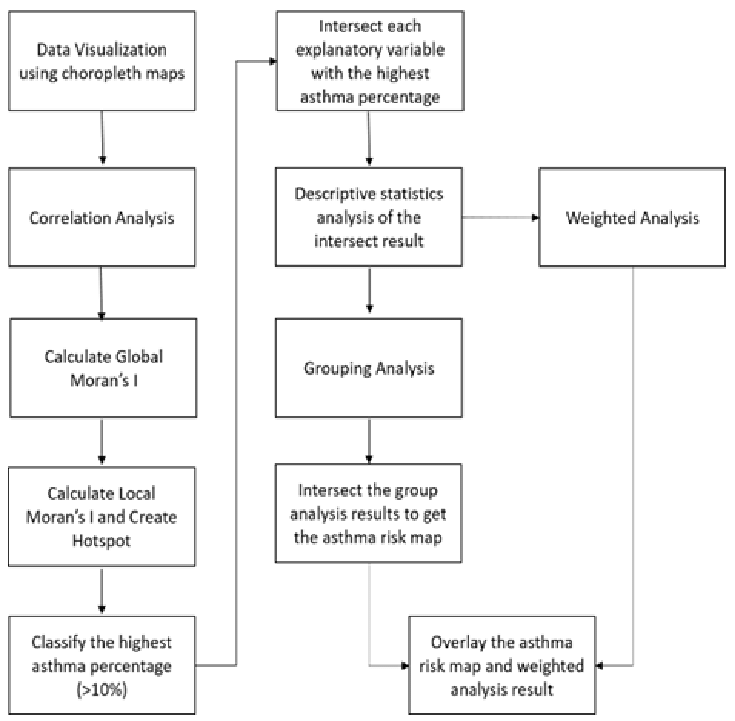 Data Visualization
using choropleth maps
Correlation Analysis
Calculate Global
Moran's I
Calculate Local
Moran's I and Create
Hotspot
Classify the highest
asthma percentage
(>10%)
Intersect each
explanatory variable
with the highest
asthma percentage
Descriptive statistics
analysis of the
intersect result
Weighted Analysis
Grouping Analysis
Intersect the group
analysis results to get
the asthma risk map
Overlay the asthma
risk map and weighted
analysis result